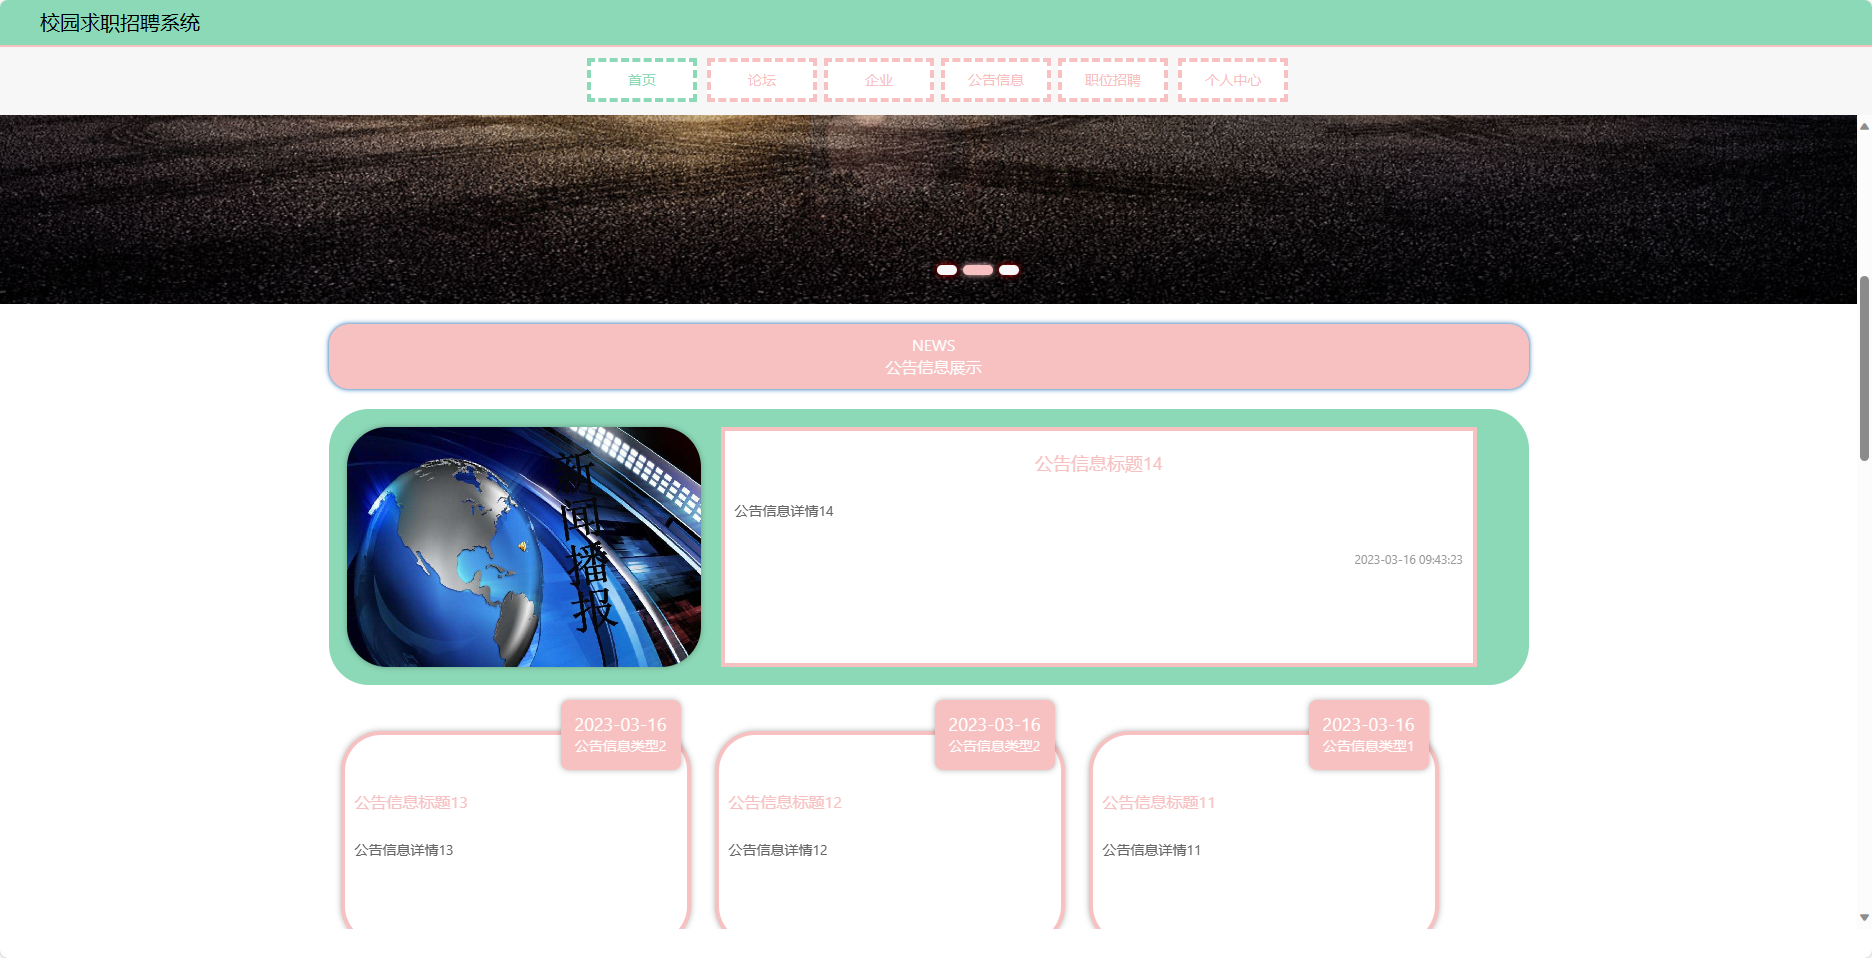 校园求职招聘系统
首页
论坛
企业
公告信息
职位招聘
个人中心
NEWS
公告信息展示
新闻播报
公告信息标题14
公告信息详情14
2023-03-16 09:43:23
2023-03-16
公告信息类型2
公告信息标题13
公告信息详情13
2023-03-16
公告信息类型2
公告信息标题12
公告信息详情12
2023-03-16
公告信息类型1
公告信息标题11
公告信息详情11